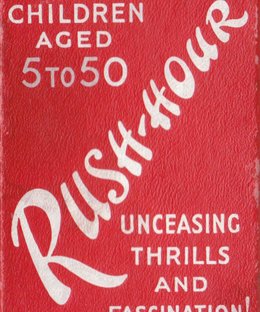 CHILDREN
AGED
5 TO 50
RUSH-HOUR
UNCEASING
THRILLS
AND
FASCINATION!